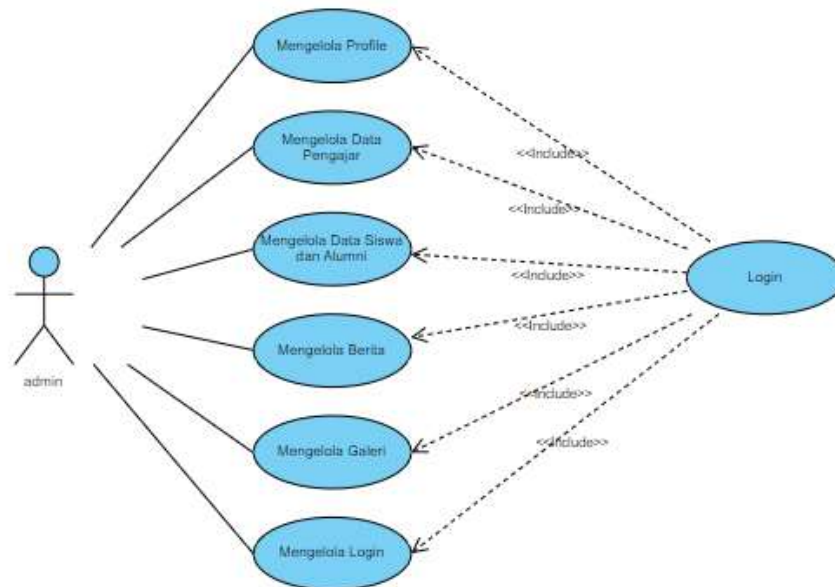 Mengelola Profile
<<Include>>
Mengelola Data
Pengajar
<<Include>>
Mengelola Data Siswa
dan Alumni
<<Include>>
Login
Mengelola Berita
<<Include>>
admin
<<Include>>
Mengelola Galeri
<<Include>>
Mengelola Login